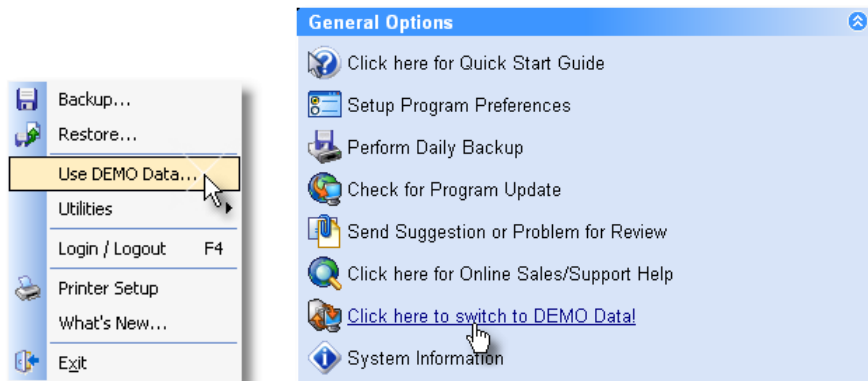 Backup...
Restore...
Use DEMO Data...
Utilities
Login / Logout F4
Printer Setup
What's New...
Exit
General Options
Click here for Quick Start Guide
Setup Program Preferences
Perform Daily Backup
Check for Program Update
Send Suggestion or Problem for Review
Click here for Online Sales/Support Help
Click here to switch to DEMO Data!
System Information